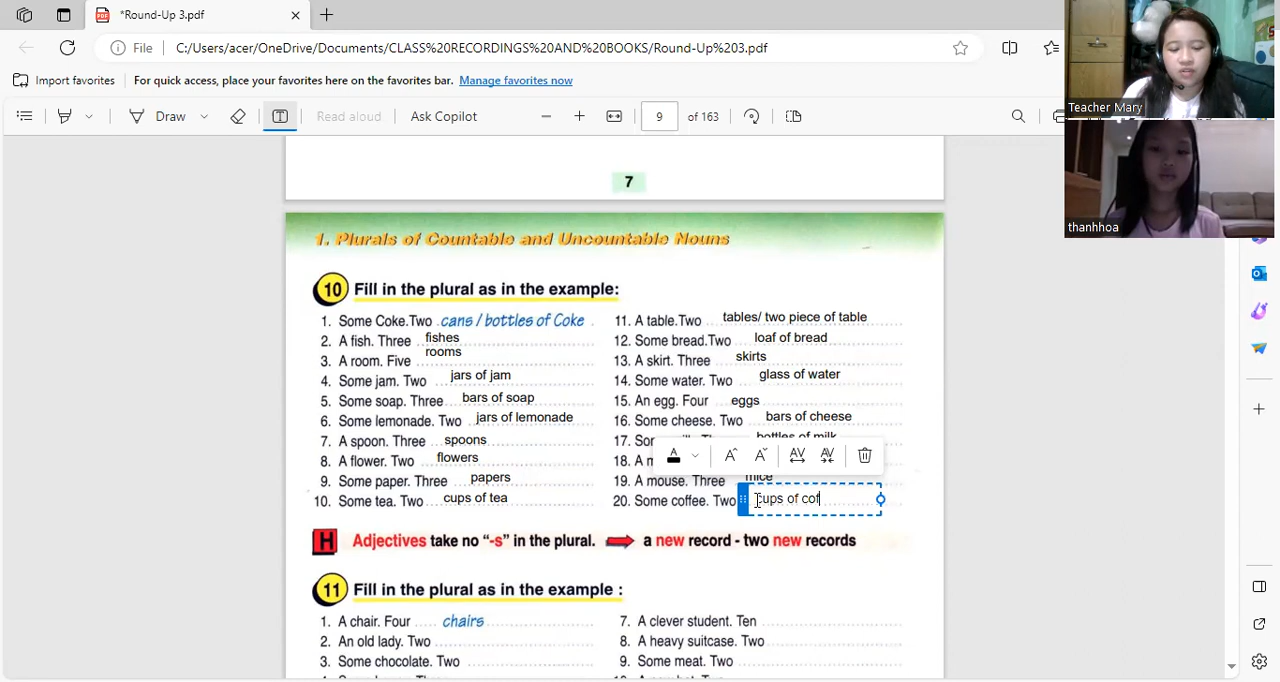 *Round-Up 3.pdf
File C:/Users/acer/OneDrive/Documents/CLASS%20RECORDINGS%20AND%20BOOKS/Round-Up%203.pdf
Import favorites For quick access, place your favorites here on the favorites bar. Manage favorites now
Draw Read aloud Ask Copilot 9 of 163
Teacher Mary
thanhhoa
7
1. Plurals of Countable and Uncountable Nouns
10 Fill in the plural as in the example:
1. Some Coke.Two cans / bottles of Coke
2. A fish. Three fishes
3. A room. Five rooms
4. Some jam. Two jars of jam
5. Some soap. Three bars of soap
6. Some lemonade. Two jars of lemonade
7. A spoon. Three spoons
8. A flower. Two flowers
9. Some paper. Three papers
10. Some tea. Two cups of tea
11. A table.Two tables/ two piece of table
12. Some bread.Two loaf of bread
13. A skirt. Three skirts
14. Some water. Two glass of water
15. An egg. Four eggs
16. Some cheese. Two bars of cheese
17. bottles of milk
18. A
19. A mouse. Three mice
20. Some coffee. Two cups of cof
H Adjectives take no "-s" in the plural. a new record - two new records
11 Fill in the plural as in the example :
1. A chair. Four chairs
2. An old lady. Two
3. Some chocolate. Two
7. A clever student. Ten
8. A heavy suitcase. Two
9. Some meat. Two